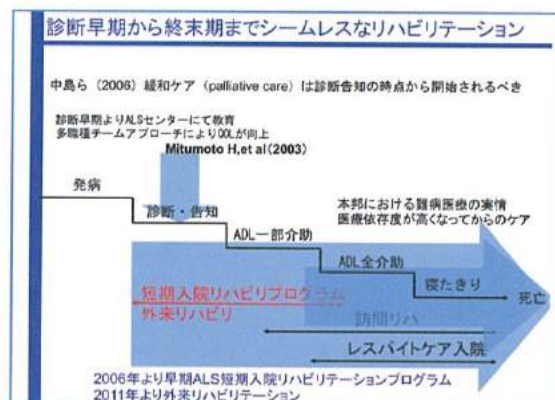 診断早期から終末期までシームレスなリハビリテーション
中島ら（2006）緩和ケア（palliative care）は診断告知の時点から開始されるべき
診断早期よりALSセンターにて教育
多職種チームアプローチによりQOLが向上
Mitumoto H,et al(2003)
発病
診断・告知
本邦における難病医療の実情
医療依存度が高くなってからのケア
ADL一部介助
ADL全介助
寝たきり
死亡
短期入院リハビリプログラム
外来リハビリ
訪問リハ
レスパイトケア入院
2006年より早期ALS短期入院リハビリテーションプログラム
2011年より外来リハビリテーション